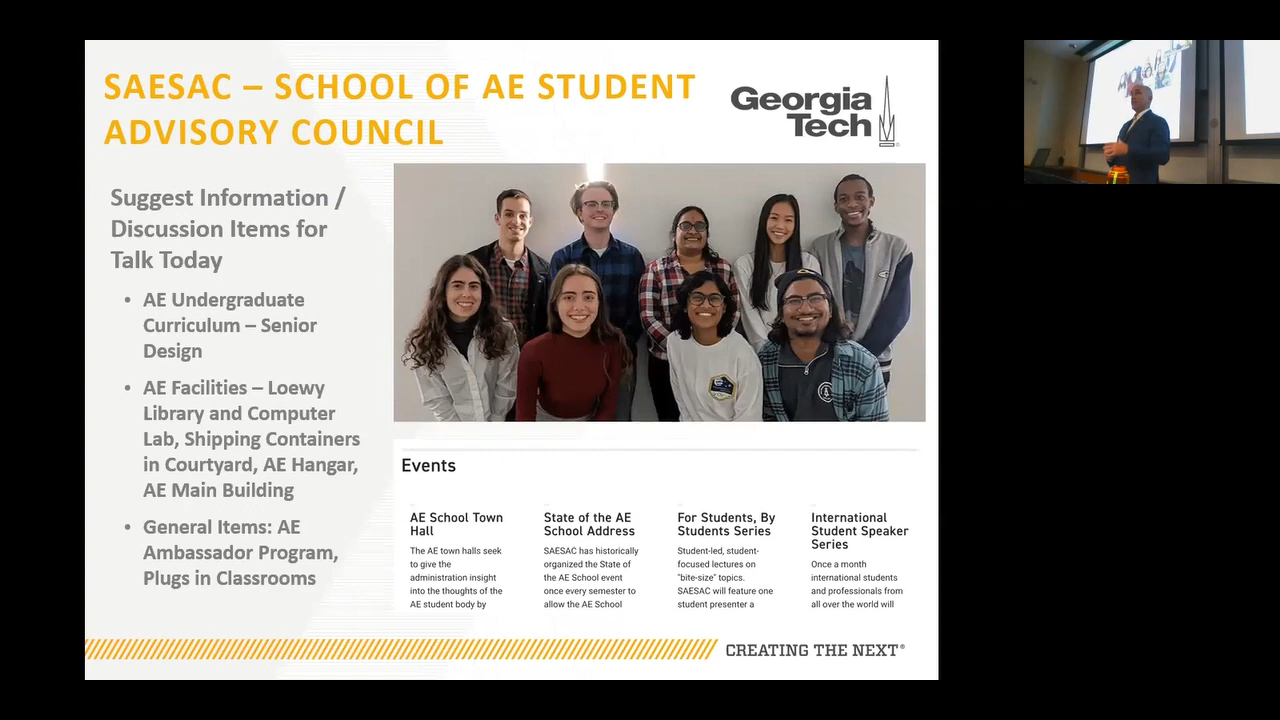 SAESAC – SCHOOL OF AE STUDENT
ADVISORY COUNCIL
Georgia
Tech
Suggest Information /
Discussion Items for
Talk Today
• AE Undergraduate
Curriculum – Senior
Design
• AE Facilities – Loewy
Library and Computer
Lab, Shipping Containers
in Courtyard, AE Hangar,
AE Main Building
• General Items: AE
Ambassador Program,
Plugs in Classrooms
Events
AE School Town
Hall
The AE town halls seek
to give the
administration insight
into the thoughts of the
AE student body by
State of the AE
School Address
SAESAC has historically
organized the State of
the AE School event
once every semester to
allow the AE School
For Students, By
Students Series
Student-led, student-
focused lectures on
"bite-size" topics.
SAESAC will feature one
student presenter a
International
Student Speaker
Series
Once a month
international students
and professionals from
all over the world will
CREATING THE NEXT®